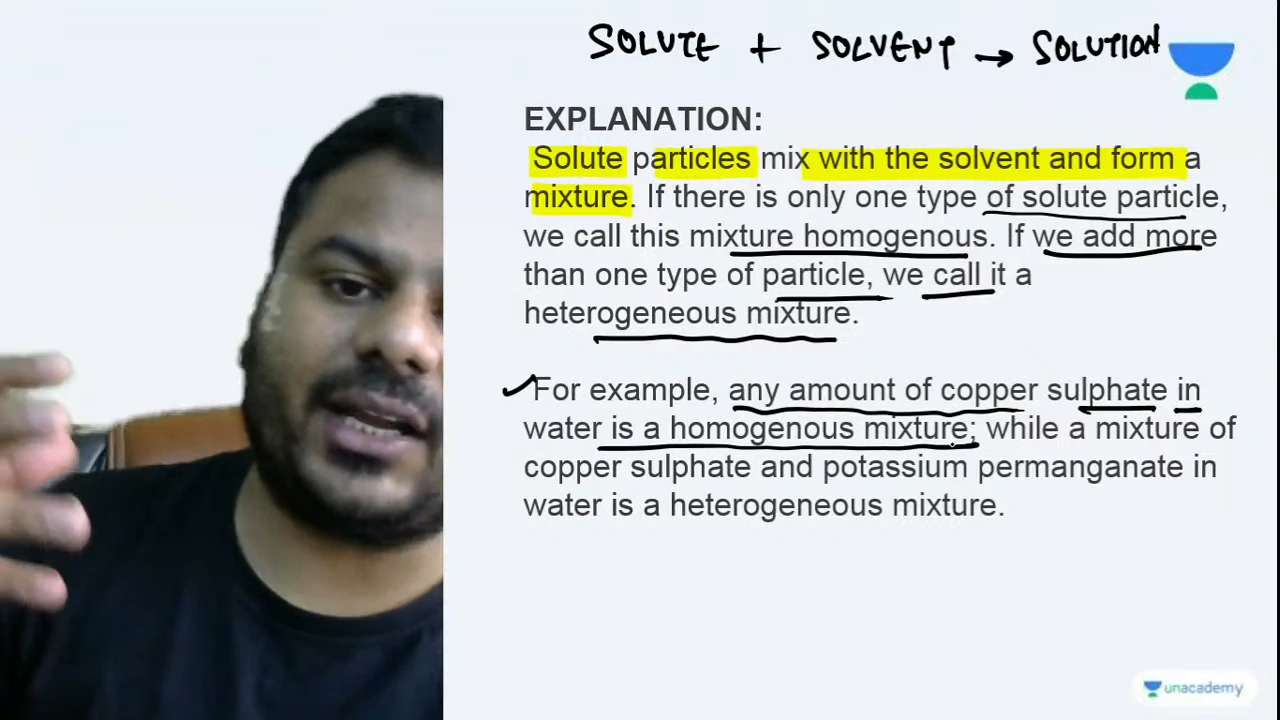 SOLUTE + SOLVENT → SOLUTION
EXPLANATION:
Solute particles mix with the solvent and form a
mixture. If there is only one type of solute particle,
we call this mixture homogenous. If we add more
than one type of particle, we call it a
heterogeneous mixture.
For example, any amount of copper sulphate in
water is a homogenous mixture; while a mixture of
copper sulphate and potassium permanganate in
water is a heterogeneous mixture.
unacademy